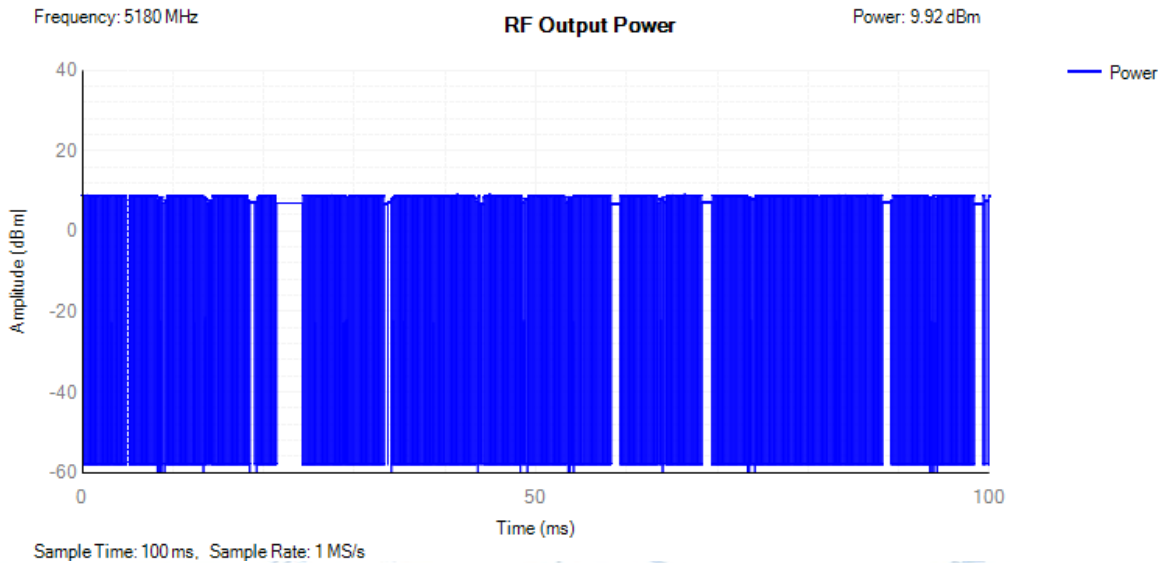 Frequency: 5180 MHz
RF Output Power
Power: 9.92 dBm
Power
40
20
0
-20
-40
-60
Amplitude (dBm|
0
50
100
Time (ms)
Sample Time: 100 ms, Sample Rate: 1 MS/s